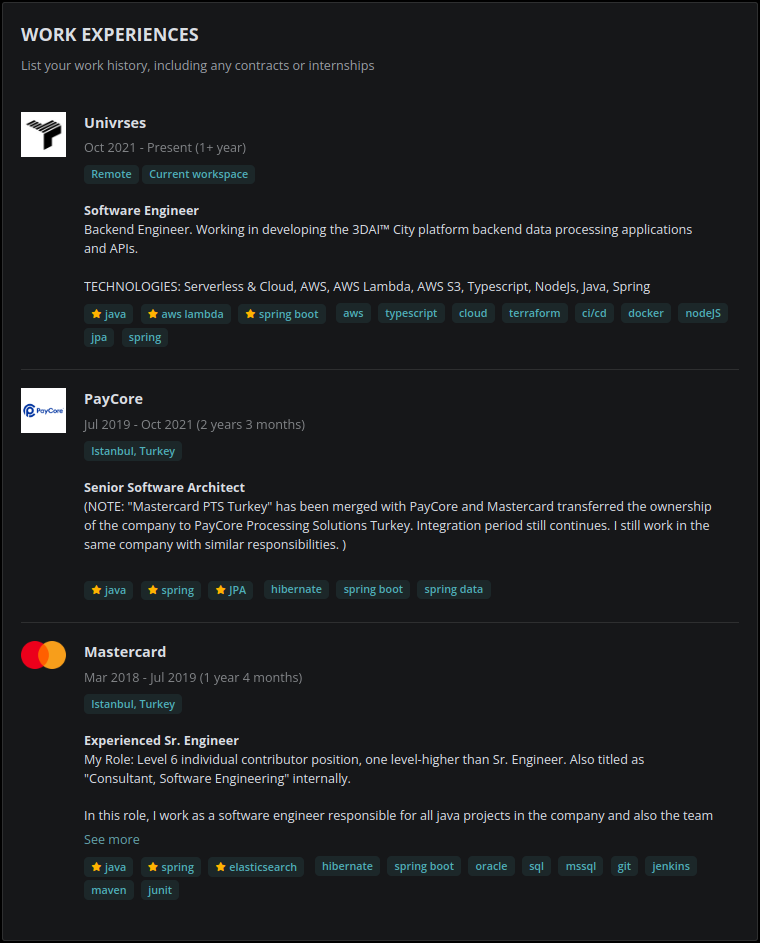 WORK EXPERIENCES
List your work history, including any contracts or internships
Univrses
Oct 2021 - Present (1+ year)
Remote Current workspace
Software Engineer
Backend Engineer. Working in developing the 3DAI™ City platform backend data processing applications
and APIs.
TECHNOLOGIES: Serverless & Cloud, AWS, AWS Lambda, AWS S3, Typescript, NodeJs, Java, Spring
java aws lambda spring boot aws typescript cloud terraform ci/cd docker nodeJS
jpa spring
PayCore
PayCore
Jul 2019 - Oct 2021 (2 years 3 months)
Istanbul, Turkey
Senior Software Architect
(NOTE: "Mastercard PTS Turkey" has been merged with PayCore and Mastercard transferred the ownership
of the company to PayCore Processing Solutions Turkey. Integration period still continues. I still work in the
same company with similar responsibilities. )
java spring JPA hibernate spring boot spring data
Mastercard
Mar 2018 - Jul 2019 (1 year 4 months)
Istanbul, Turkey
Experienced Sr. Engineer
My Role: Level 6 individual contributor position, one level-higher than Sr. Engineer. Also titled as
"Consultant, Software Engineering" internally.
In this role, I work as a software engineer responsible for all java projects in the company and also the team
See more
java spring elasticsearch hibernate spring boot oracle sql mssql git jenkins
maven junit